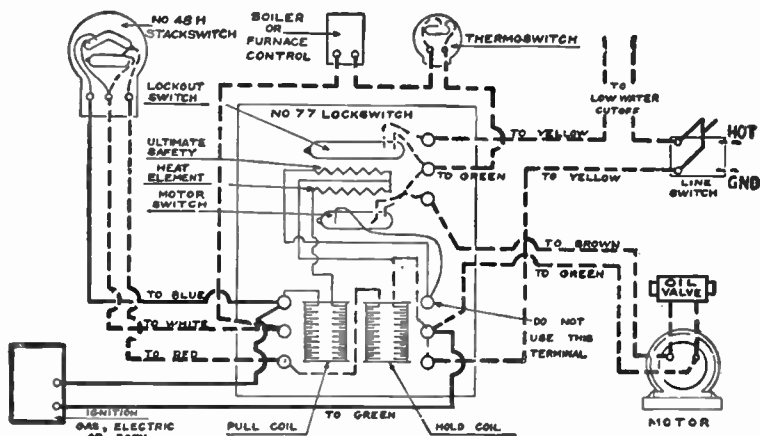 NO 48 H
STACKSWITCH
BOILER
OR
FURNACE
CONTROL
THERMOSWITCH
LOCKOUT
SWITCH
NO 77 LOCKSWITCH
TO
LOW WATER
CUTOFF
ULTIMATE
SAFETY
HEAT
ELEMENT
MOTOR
SWITCH
TO YELLOW
HOT
TO GREEN
TO YELLOW
GND
LINE
SWITCH
TO BROWN
TO GREEN
OIL
VALVE
TO BLUE
TO WHITE
TO RED
DO NOT
USE THIS
TERMINAL
MOTOR
IGNITION
GAS, ELECTRIC
TO GREEN
PULL COIL
HOLD COIL